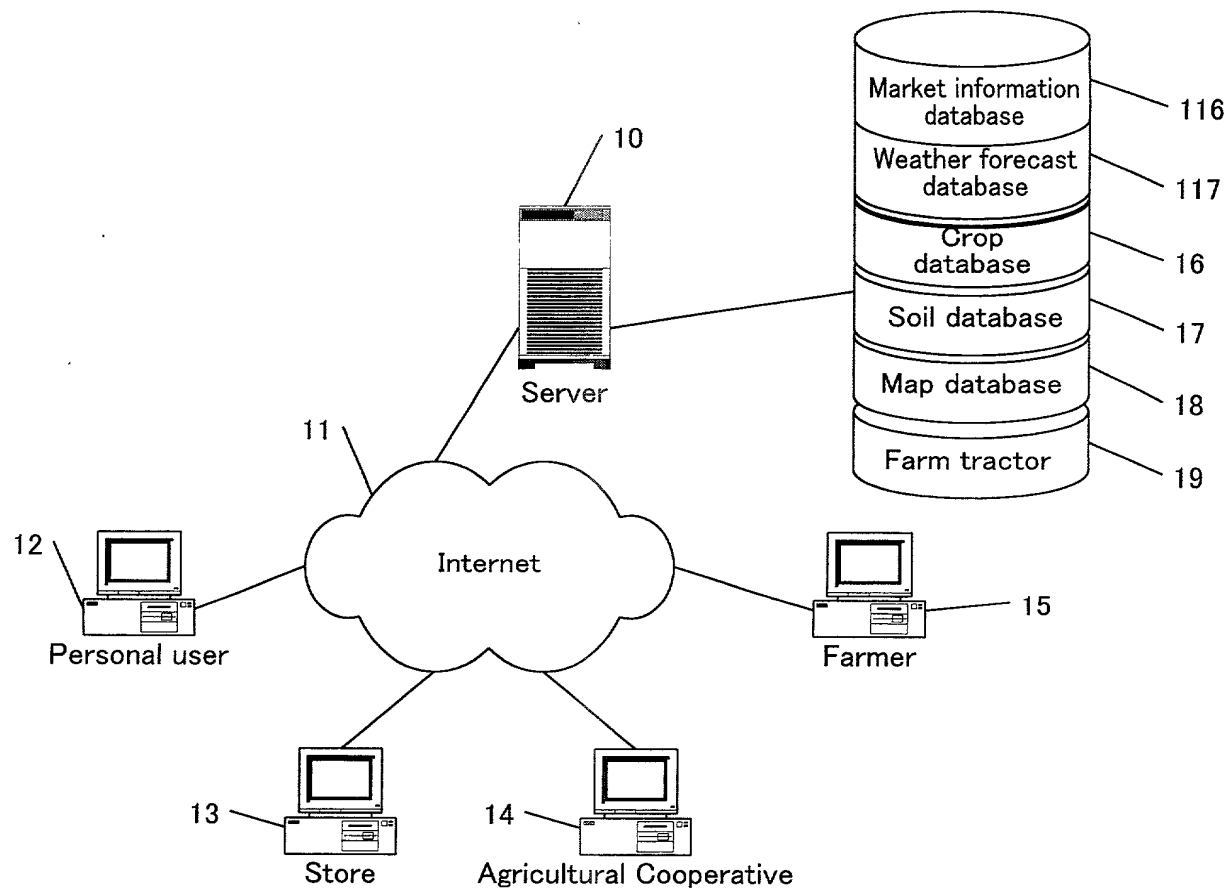 Market information
database
116
10
Weather forecast
database
117
Crop
database
16
Soil database
17
Server
Map database
18
11
Farm tractor
19
12
Internet
15
Personal user
Farmer
13
14
Store
Agricultural Cooperative